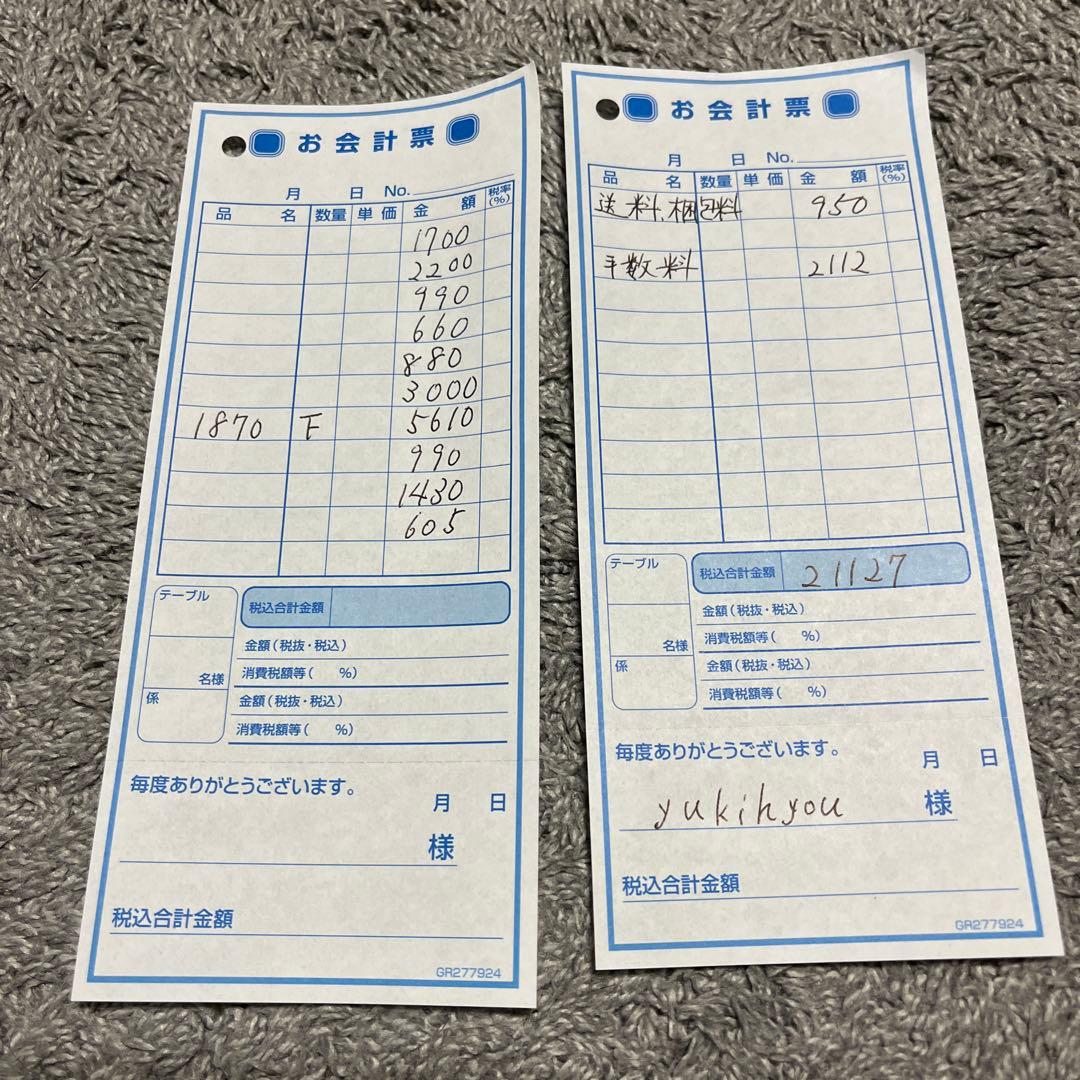 お会計票
月 日 No.
品 名 数量 単価 金 額 税率(%)
1700
2200
990
660
880
3000
1870 下 5610
990
1430
605
テーブル
税込合計金額
金額(税抜・税込)
名様
消費税額等( %)
係
金額(税抜・税込)
消費税額等( %)
毎度ありがとうございます。
月 日
様
税込合計金額
GR277924
お会計票
月 日 No.
品 名 数量 単価 金 額 税率(%)
送料、梱包料 950
手数料 2112
テーブル
税込合計金額 21127
金額(税抜・税込)
名様
消費税額等( %)
係
金額(税抜・税込)
消費税額等( %)
毎度ありがとうございます。
月 日
yukihyou 様
税込合計金額
GR277924